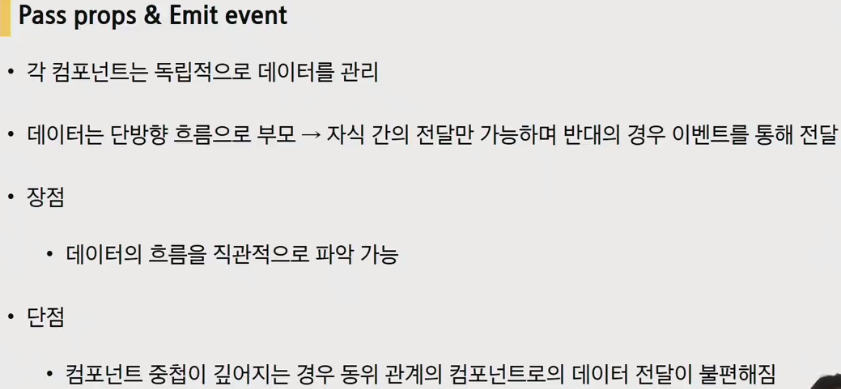 Pass props & Emit event
• 각 컴포넌트는 독립적으로 데이터를 관리
• 데이터는 단방향 흐름으로 부모 → 자식 간의 전달만 가능하며 반대의 경우 이벤트를 통해 전달
• 장점
• 데이터의 흐름을 직관적으로 파악 가능
• 단점
• 컴포넌트 중첩이 깊어지는 경우 동위 관계의 컴포넌트로의 데이터 전달이 불편해짐